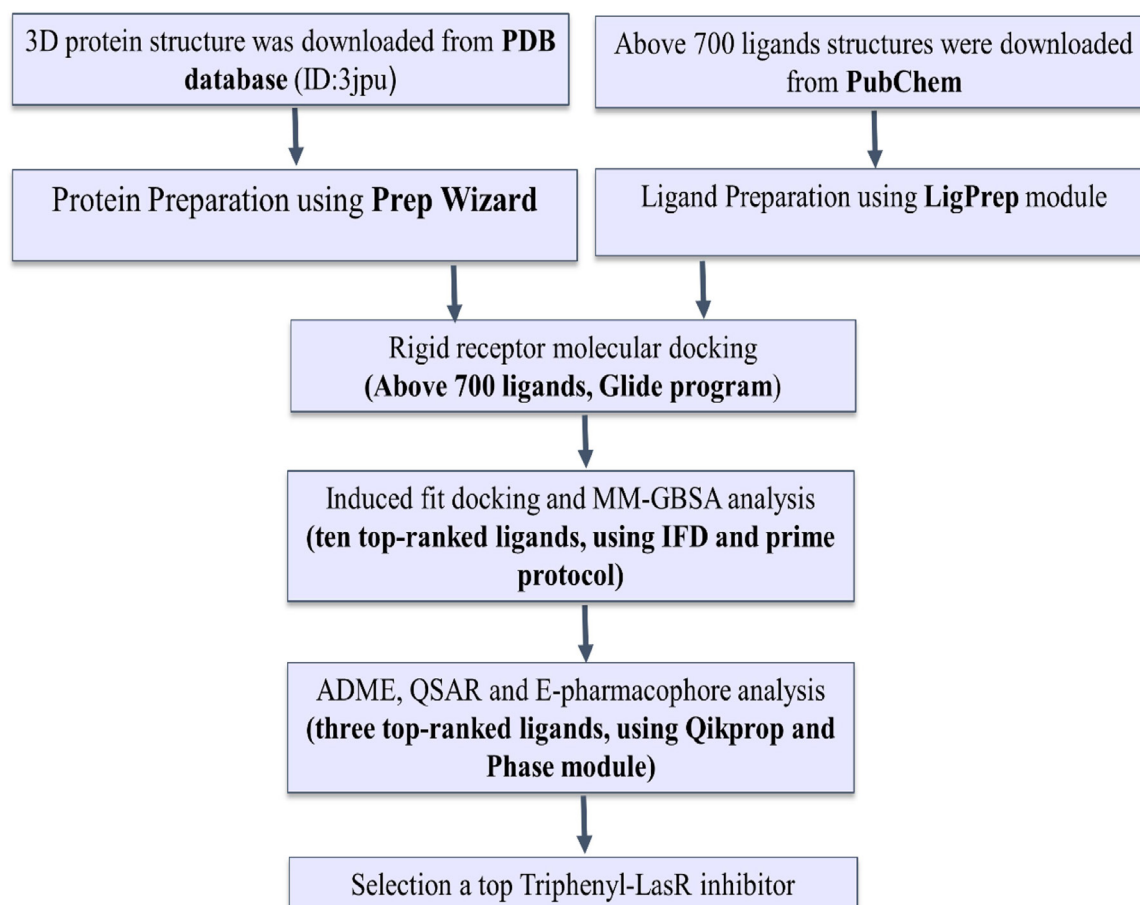 3D protein structure was downloaded from PDB
database (ID:3jpu)
Above 700 ligands structures were downloaded
from PubChem
Protein Preparation using Prep Wizard
Ligand Preparation using LigPrep module
Rigid receptor molecular docking
(Above 700 ligands, Glide program)
Induced fit docking and MM-GBSA analysis
(ten top-ranked ligands, using IFD and prime
protocol)
ADME, QSAR and E-pharmacophore analysis
(three top-ranked ligands, using Qikprop and
Phase module)
Selection a top Triphenyl-LasR inhibitor